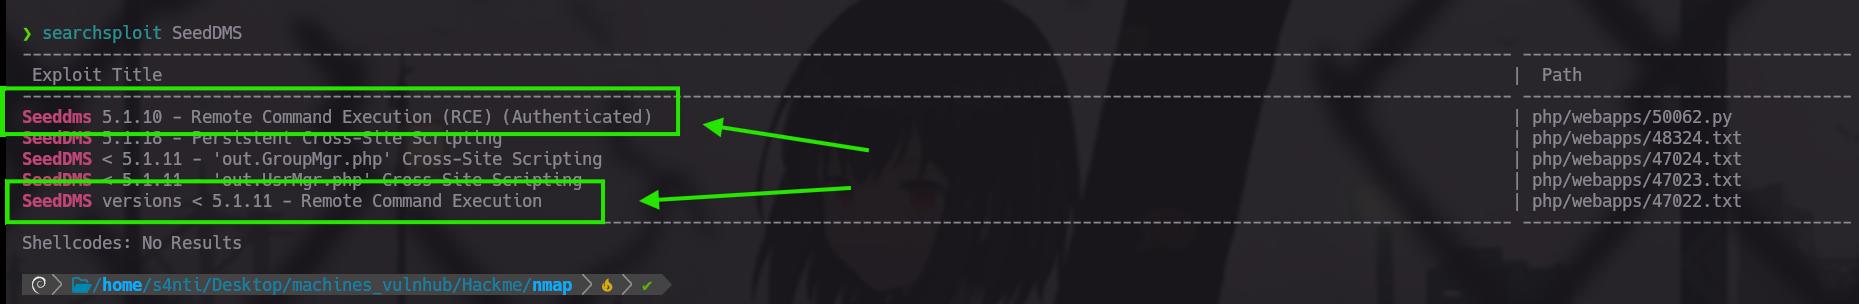 ❯ searchsploit SeedDMS
Exploit Title | Path
Seeddms 5.1.10 - Remote Command Execution (RCE) (Authenticated) | php/webapps/50062.py
SeedDMS 5.1.18 - Persistent Cross-Site Scripting | php/webapps/48324.txt
SeedDMS < 5.1.11 - 'out.GroupMgr.php' Cross-Site Scripting | php/webapps/47024.txt
SeedDMS < 5.1.11 - 'out.UsrMgr.php' Cross-Site Scripting | php/webapps/47023.txt
SeedDMS versions < 5.1.11 - Remote Command Execution | php/webapps/47022.txt
Shellcodes: No Results
/home/s4nti/Desktop/machines_vulnhub/Hackme/nmap